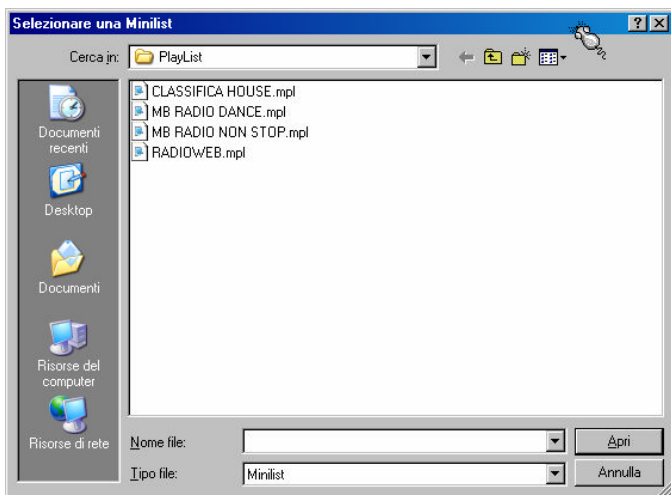 Selezionare una Minilist
Cerca in:
PlayList
Documenti
recenti
Desktop
Documenti
Risorse del
computer
Risorse di rete
CLASSIFICA HOUSE.mpl
MB RADIO DANCE.mpl
MB RADIO NON STOP.mpl
RADIOWEB.mpl
Nome file:
Apri
Tipo file:
Minilist
Annulla